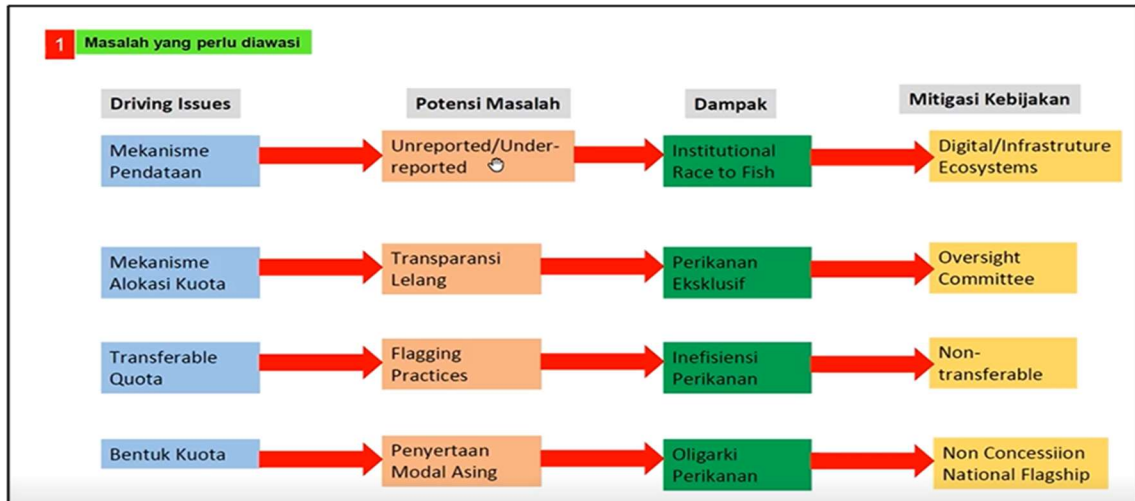 1 Masalah yang perlu diawasi
Driving Issues
Potensi Masalah
Dampak
Mitigasi Kebijakan
Mekanisme
Pendataan
Unreported/Under-
reported
Institutional
Race to Fish
Digital/Infrastruture
Ecosystems
Mekanisme
Alokasi Kuota
Transparansi
Lelang
Perikanan
Eksklusif
Oversight
Committee
Transferable
Quota
Flagging
Practices
Inefisiensi
Perikanan
Non-
transferable
Bentuk Kuota
Penyertaan
Modal Asing
Oligarki
Perikanan
Non Concessiion
National Flagship